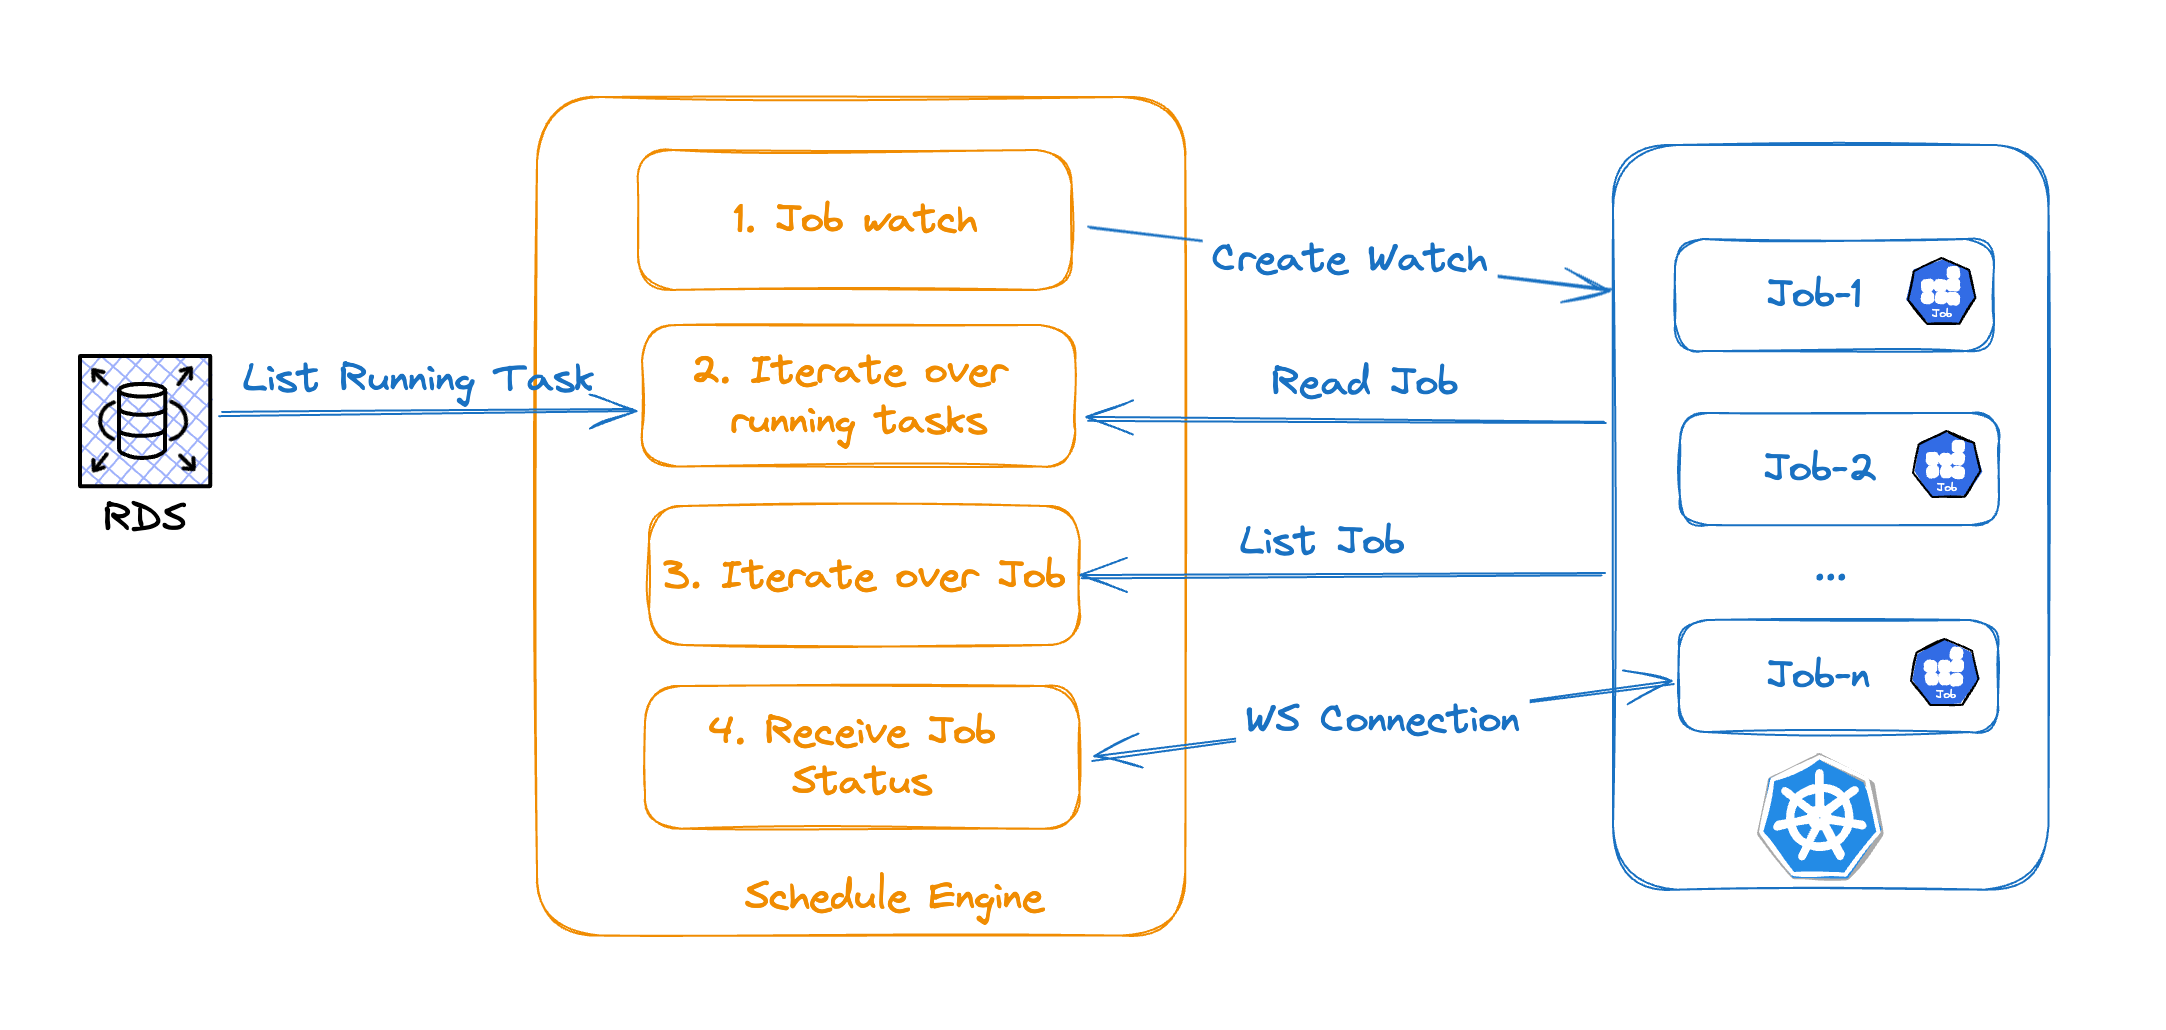 1. Job watch
Create Watch
Job-1
Job
List Running Task
2. Iterate over
running tasks
Read Job
Job-2
Job
RDS
3. Iterate over Job
List Job
...
4. Receive Job
Status
WS Connection
Job-n
Job
Schedule Engine